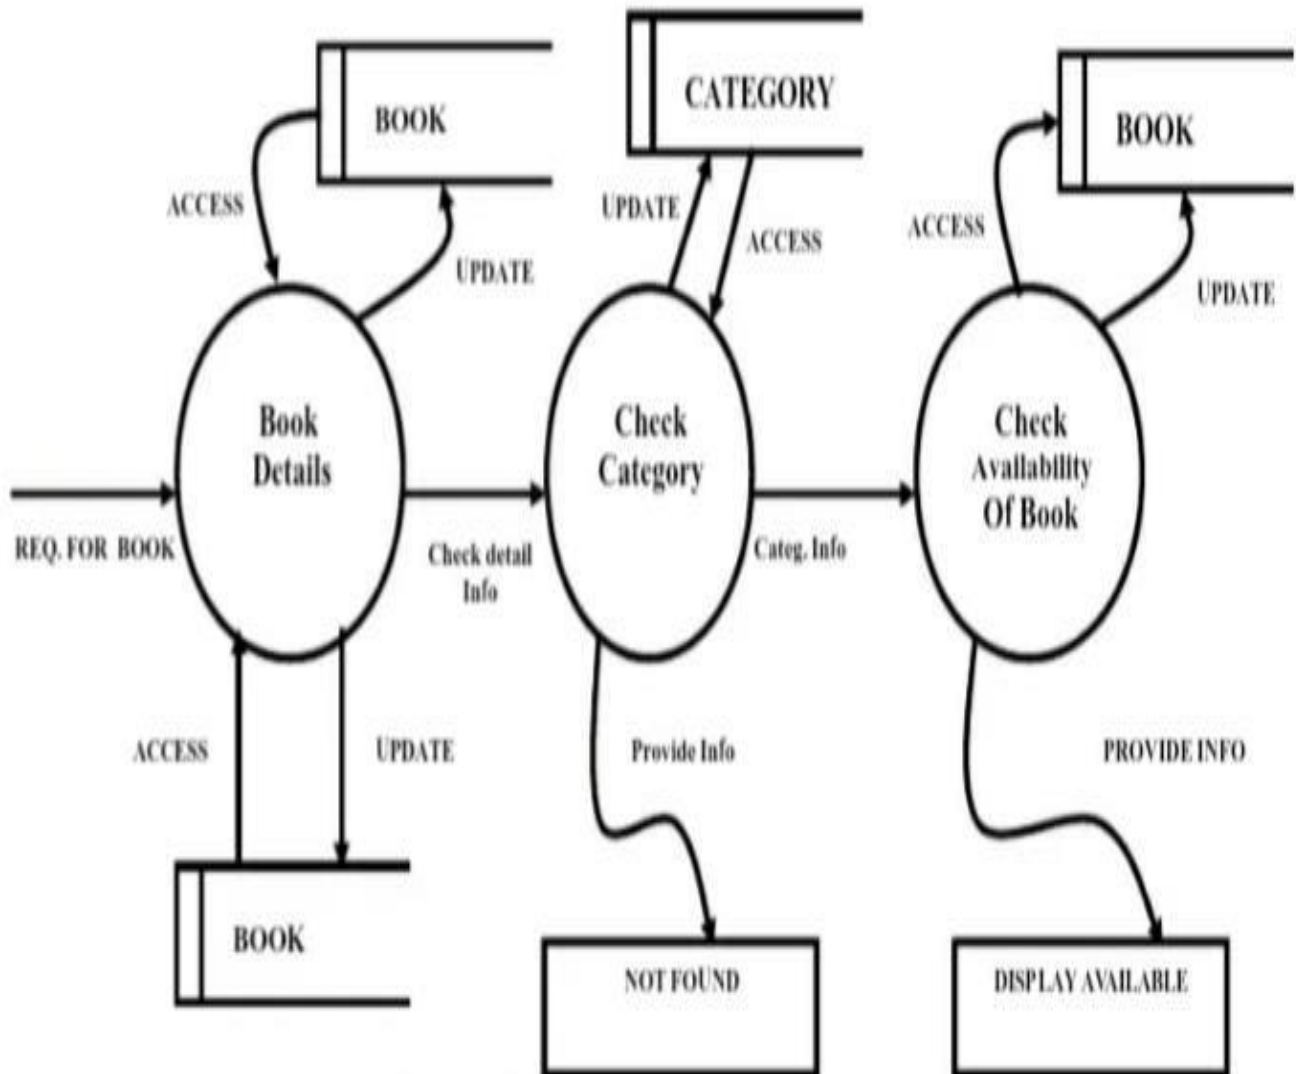 CATEGORY
BOOK
BOOK
ACCESS
UPDATE
UPDATE
ACCESS
ACCESS
UPDATE
Book
Details
Check
Category
Check
Availability
Of Book
REQ. FOR BOOK
Check detail
Info
Categ. Info
ACCESS
UPDATE
Provide Info
PROVIDE INFO
BOOK
NOT FOUND
DISPLAY AVAILABLE